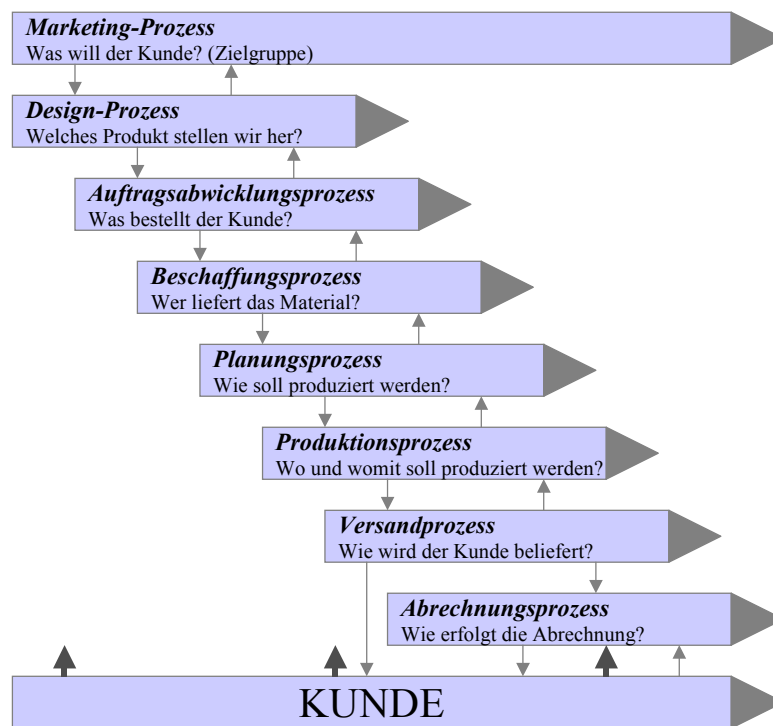 Marketing-Prozess
Was will der Kunde? (Zielgruppe)
Design-Prozess
Welches Produkt stellen wir her?
Auftragsabwicklungsprozess
Was bestellt der Kunde?
Beschaffungsprozess
Wer liefert das Material?
Planungsprozess
Wie soll produziert werden?
Produktionsprozess
Wo und womit soll produziert werden?
Versandprozess
Wie wird der Kunde beliefert?
Abrechnungsprozess
Wie erfolgt die Abrechnung?
KUNDE